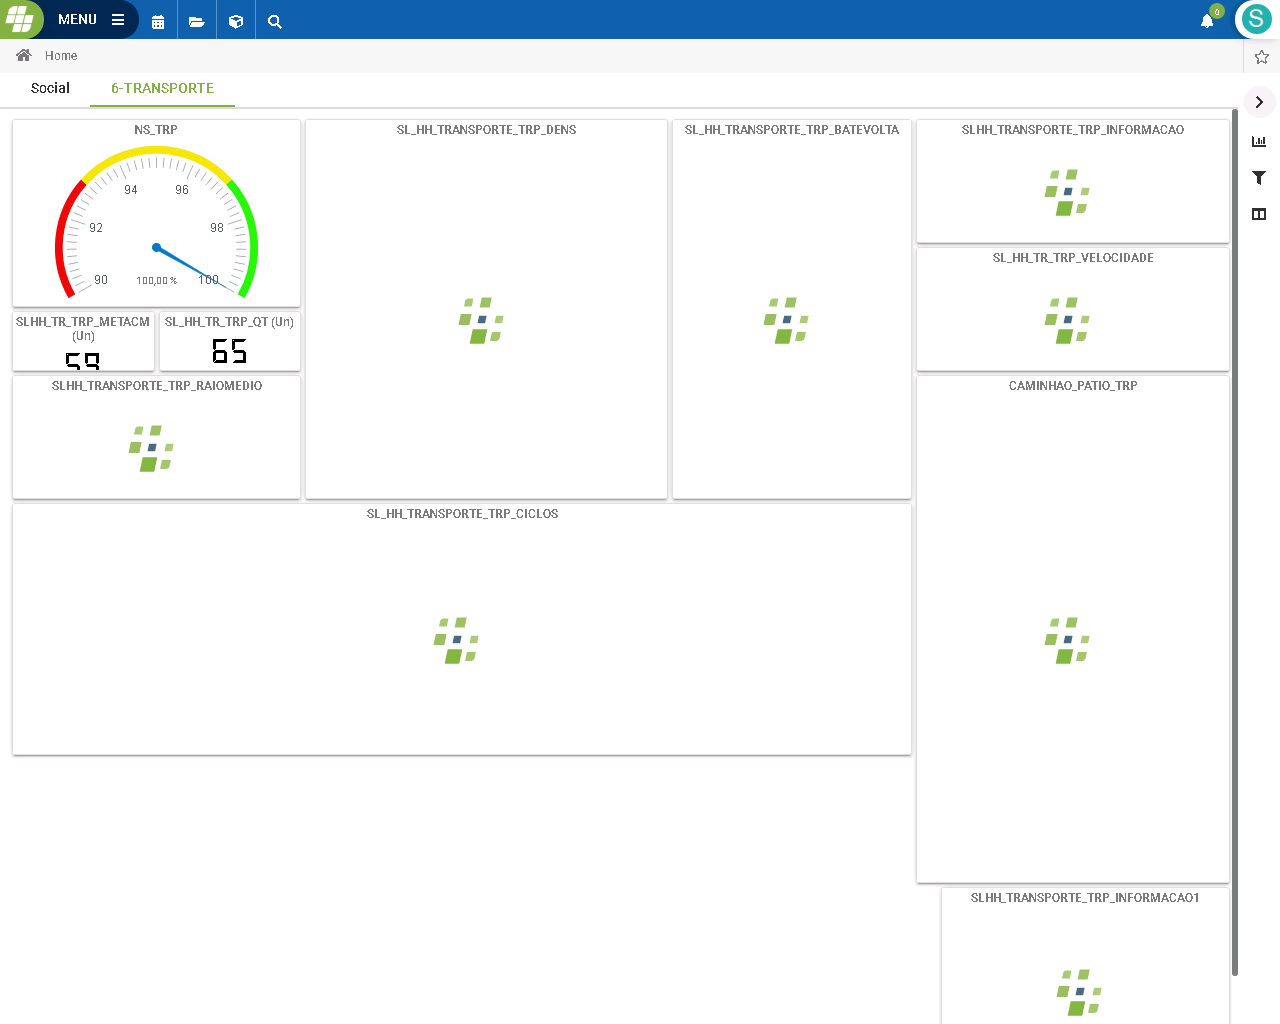 MENU
0
S
Home
Social
6-TRANSPORTE
NS_TRP
90
92
94
96
98
100
100,00 %
SLHH_TR_TRP_METACM
(Un)
59
SL_HH_TR_TRP_QT (Un)
65
SLHH_TRANSPORTE_TRP_RAIOMEDIO
SL_HH_TRANSPORTE_TRP_DENS
SL_HH_TRANSPORTE_TRP_BATEVOLTA
SLHH_TRANSPORTE_TRP_INFORMACAO
SL_HH_TR_TRP_VELOCIDADE
CAMINHAO_PATIO_TRP
SL_HH_TRANSPORTE_TRP_CICLOS
SLHH_TRANSPORTE_TRP_INFORMACAO1